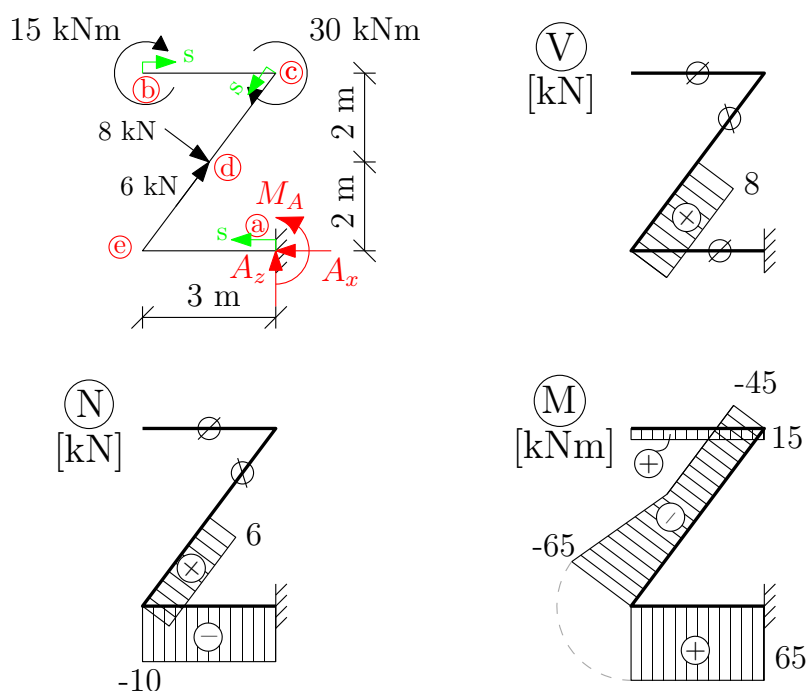 15 kNm
30 kNm
s
b
c
s
8 kN
d
6 kN
M_A
a
s
e
A_z
A_x
2 m
2 m
3 m
V
[kN]
8
+
N
[kN]
6
+
−
-10
M
[kNm]
-45
15
+
−
-65
+
65